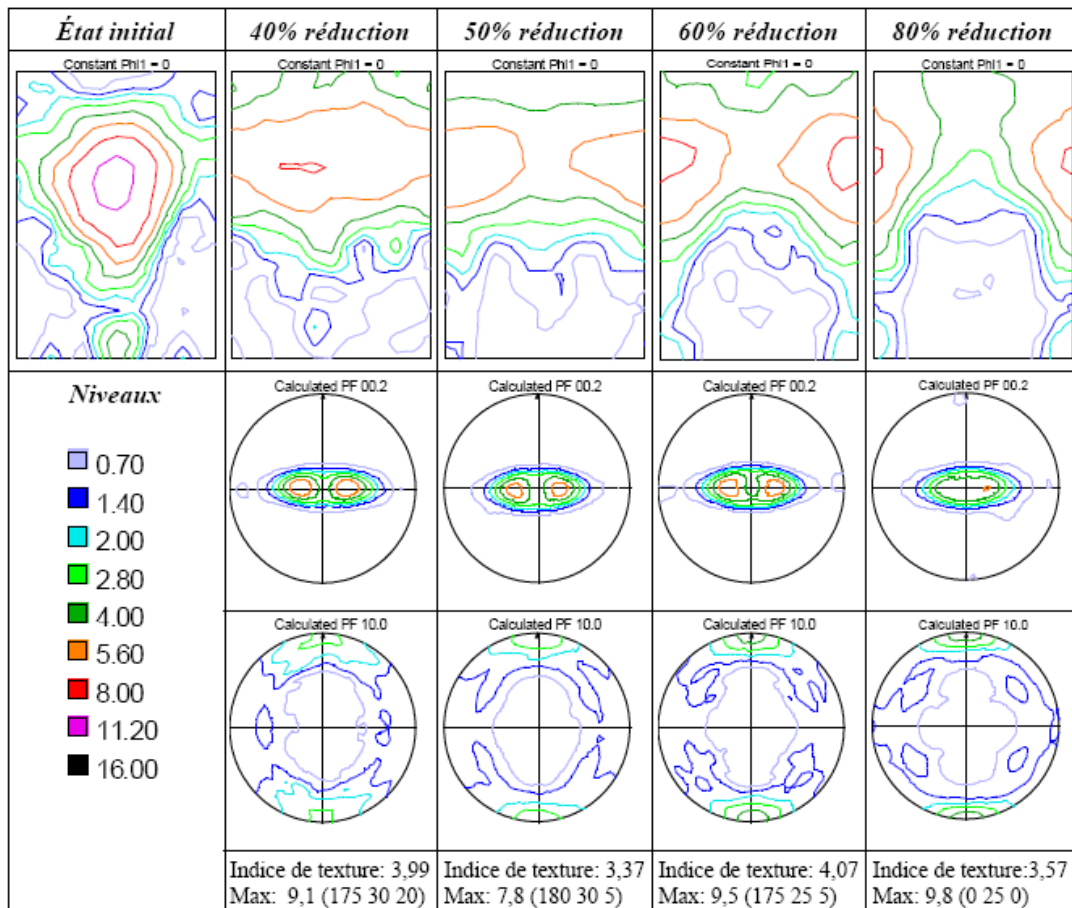 État initial
40% réduction
50% réduction
60% réduction
80% réduction
Constant Phi1 = 0
Constant Phi1 = 0
Constant Phi1 = 0
Constant Phi1 = 0
Constant Phi1 = 0
Niveaux
0.70
1.40
2.00
2.80
4.00
5.60
8.00
11.20
16.00
Calculated PF 00.2
Calculated PF 00.2
Calculated PF 00.2
Calculated PF 00.2
Calculated PF 10.0
Calculated PF 10.0
Calculated PF 10.0
Calculated PF 10.0
Indice de texture: 3,99
Max: 9,1 (175 30 20)
Indice de texture: 3,37
Max: 7,8 (180 30 5)
Indice de texture: 4,07
Max: 9,5 (175 25 5)
Indice de texture:3,57
Max: 9,8 (0 25 0)